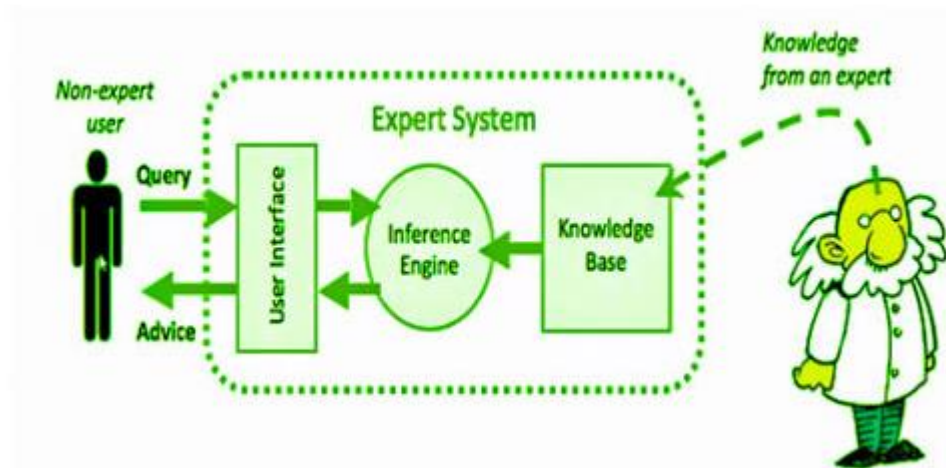 Non-expert
user
Knowledge
from an expert
Expert System
Query
Advice
User Interface
Inference
Engine
Knowledge
Base